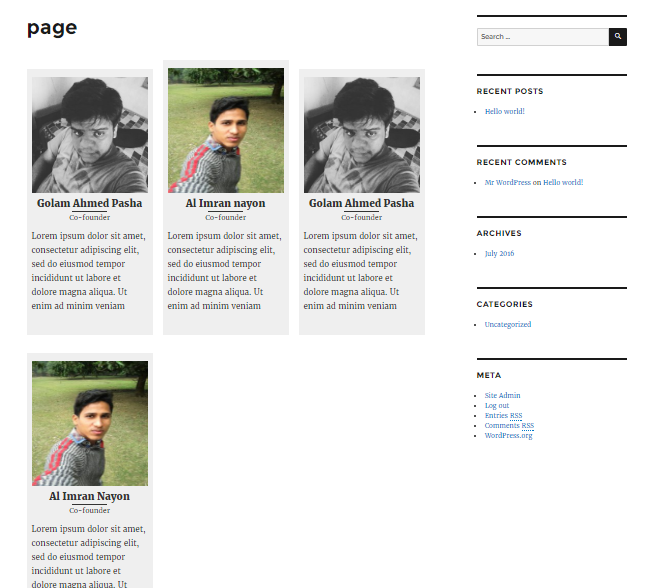 page
Golam Ahmed Pasha
Co-founder
Lorem ipsum dolor sit amet,
consectetur adipiscing elit,
sed do eiusmod tempor
incididunt ut labore et
dolore magna aliqua. Ut
enim ad minim veniam
Al Imran nayon
Co-founder
Lorem ipsum dolor sit amet,
consectetur adipiscing elit,
sed do eiusmod tempor
incididunt ut labore et
dolore magna aliqua. Ut
enim ad minim veniam
Golam Ahmed Pasha
Co-founder
Lorem ipsum dolor sit amet,
consectetur adipiscing elit,
sed do eiusmod tempor
incididunt ut labore et
dolore magna aliqua. Ut
enim ad minim veniam
Al Imran Nayon
Co-founder
Lorem ipsum dolor sit amet,
consectetur adipiscing elit,
sed do eiusmod tempor
incididunt ut labore et
dolore magna aliqua. Ut
Search ...
RECENT POSTS
Hello world!
RECENT COMMENTS
Mr WordPress on Hello world!
ARCHIVES
July 2016
CATEGORIES
Uncategorized
META
Site Admin
Log out
Entries RSS
Comments RSS
WordPress.org